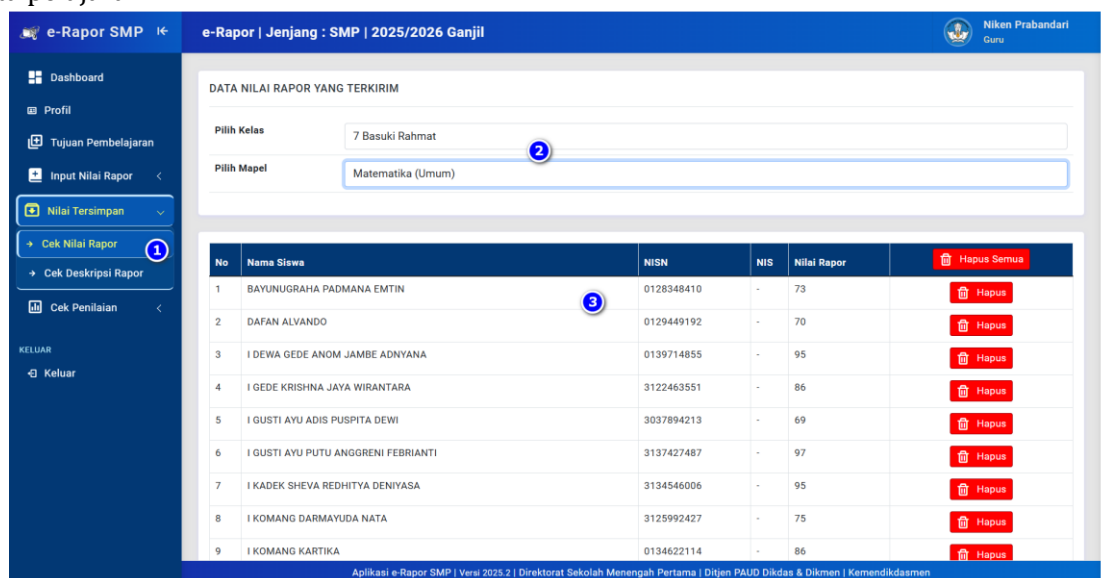 e-Rapor SMP
e-Rapor | Jenjang : SMP | 2025/2026 Ganjil
Niken Prabandari
Guru
Dashboard
Profil
Tujuan Pembelajaran
Input Nilai Rapor
Nilai Tersimpan
Cek Nilai Rapor 1
Cek Deskripsi Rapor
Cek Penilaian
KELUAR
Keluar
DATA NILAI RAPOR YANG TERKIRIM
Pilih Kelas 7 Basuki Rahmat
2
Pilih Mapel Matematika (Umum)
No Nama Siswa NISN NIS Nilai Rapor Hapus Semua
1 BAYUNUGRAHA PADMANA EMTIN 0128348410 - 73 Hapus
3
2 DAFAN ALVANDO 0129449192 - 70 Hapus
3 I DEWA GEDE ANOM JAMBE ADNYANA 0139714855 - 95 Hapus
4 I GEDE KRISHNA JAYA WIRANTARA 3122463551 - 86 Hapus
5 I GUSTI AYU ADIS PUSPITA DEWI 3037894213 - 69 Hapus
6 I GUSTI AYU PUTU ANGGRENI FEBRIANTI 3137427487 - 97 Hapus
7 I KADEK SHEVA REDHITYA DENIYASA 3134546006 - 95 Hapus
8 I KOMANG DARMAYUDA NATA 3125992427 - 75 Hapus
9 I KOMANG KARTIKA 0134622114 - 86 Hapus
Aplikasi e-Rapor SMP | Versi 2025.2 | Direktorat Sekolah Menengah Pertama | Ditjen PAUD Dikdas & Dikmen | Kemendikdasmen